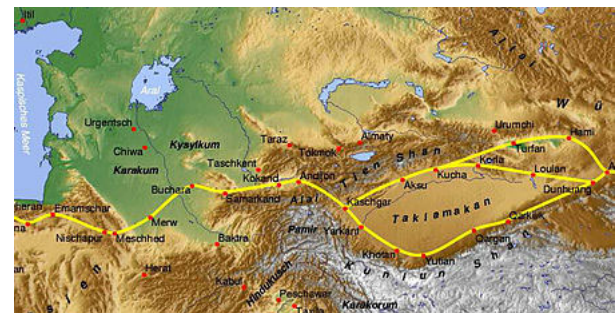 Itil
Kaspisches Meer
Aral
Altai
W ü
Urgentsch
Chiwa
Kysylkum
Karakum
Taraz
Tokmok
Almaty
Urumchi
Turfan
Hami
Taschkent
Kokand
Andijon
Tien Shan
Korla
Kucha
Loulan
Aksu
Dunhuang
Buchara
Samarkand
Alai
Kaschgar
Taklamakan
Emamschar
Merw
Pamir
Yarkant
Qarkilik
Nischapur
Meschhed
Baktra
Khotan
Yutian
Qargan
Kunlun Shan
Herat
Kabul
Hindukusch
Peschawar
Karakorum